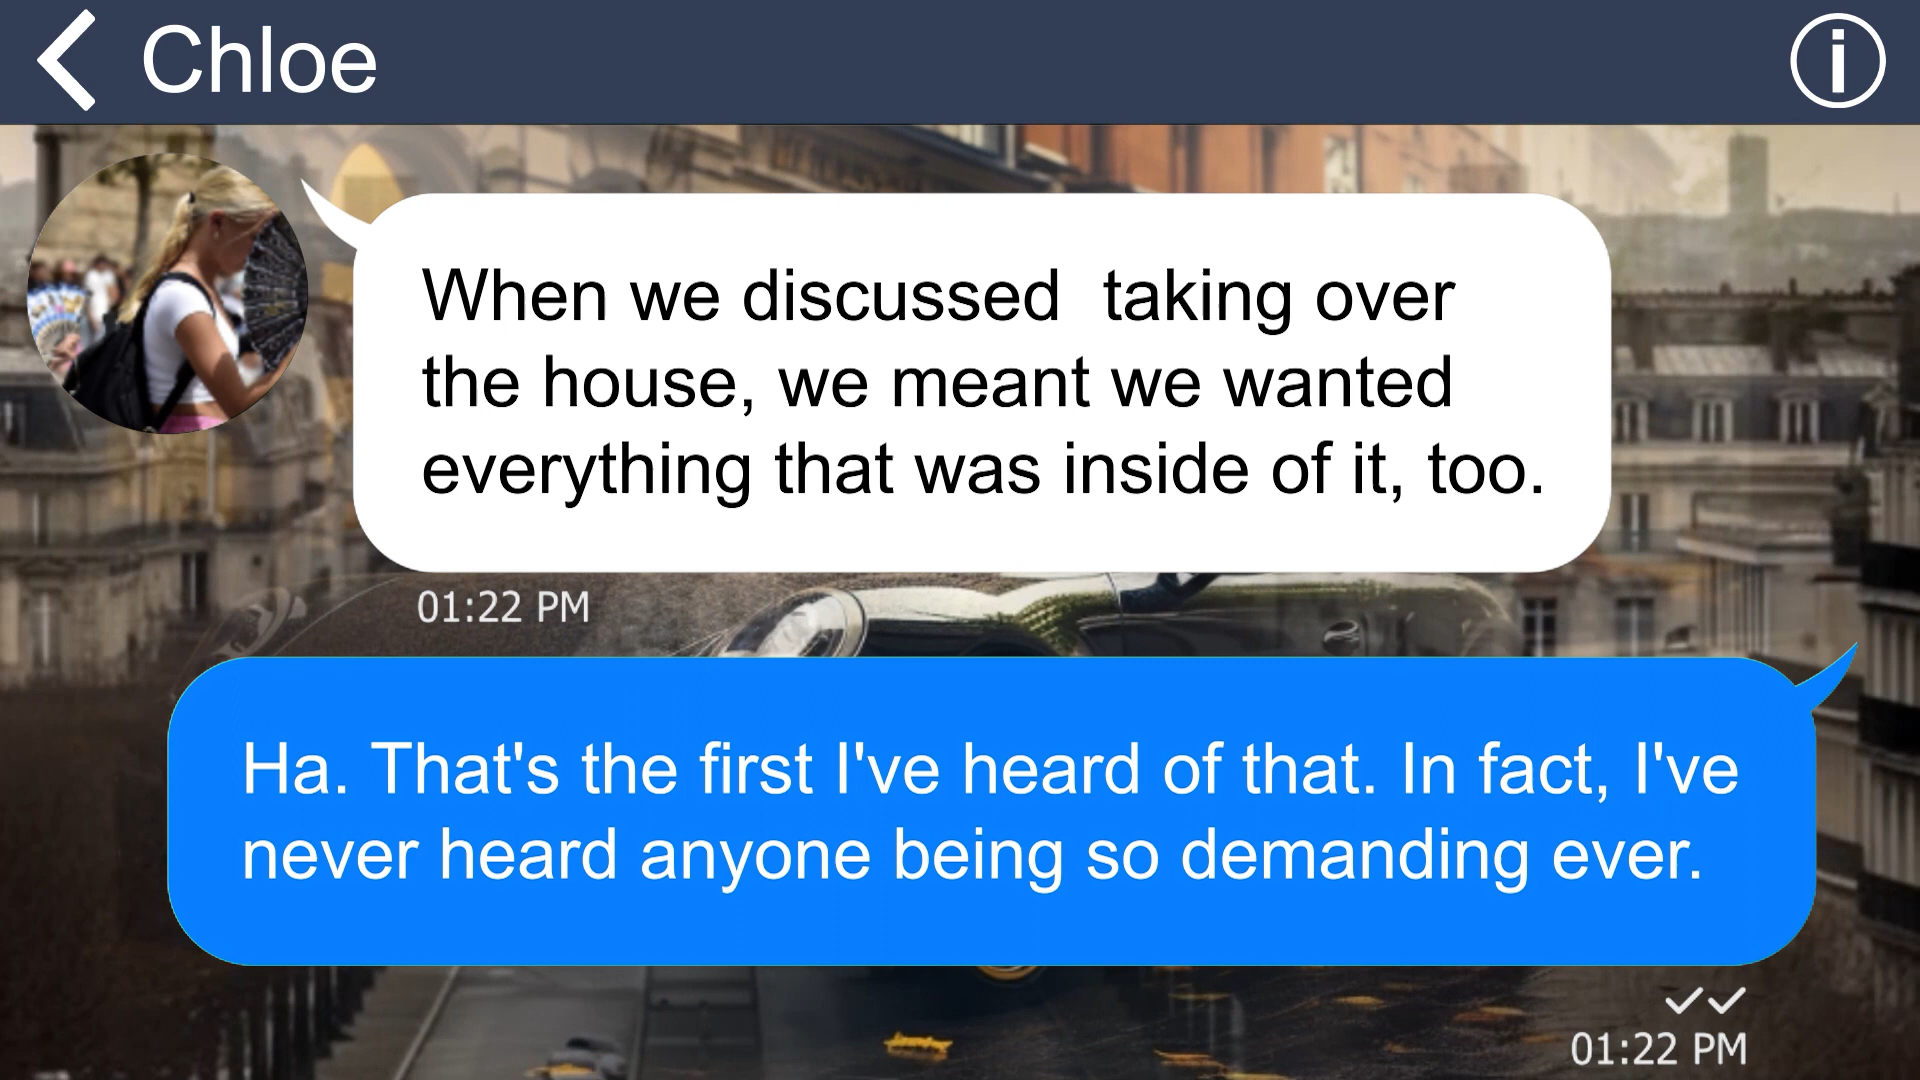 Chloe
When we discussed  taking over
the house, we meant we wanted
everything that was inside of it, too.
01:22 PM
Ha. That's the first I've heard of that. In fact, I've
never heard anyone being so demanding ever.
01:22 PM